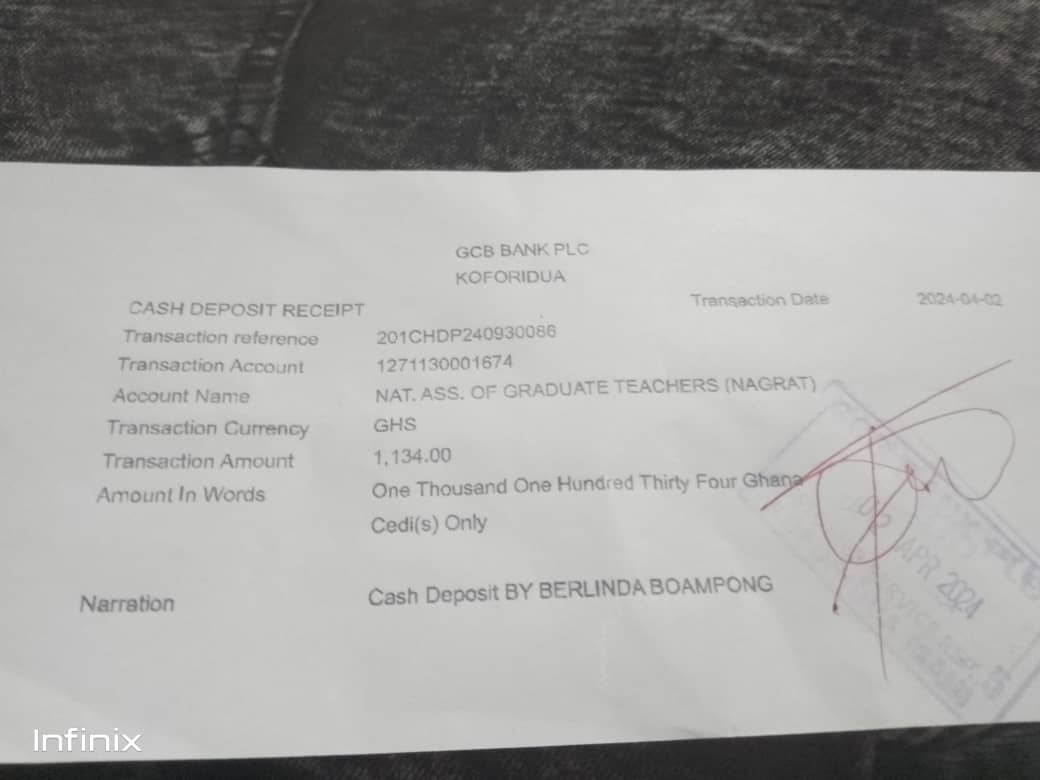 GCB BANK PLC
KOFORIDUA
CASH DEPOSIT RECEIPT
Transaction Date 2024-04-02
Transaction reference 201CHDP240930086
Transaction Account 1271130001674
Account Name NAT. ASS. OF GRADUATE TEACHERS (NAGRAT)
Transaction Currency GHS
Transaction Amount 1,134.00
Amount In Words One Thousand One Hundred Thirty Four Ghana
Cedi(s) Only
02 APR 2024
Narration Cash Deposit BY BERLINDA BOAMPONG
Infinix